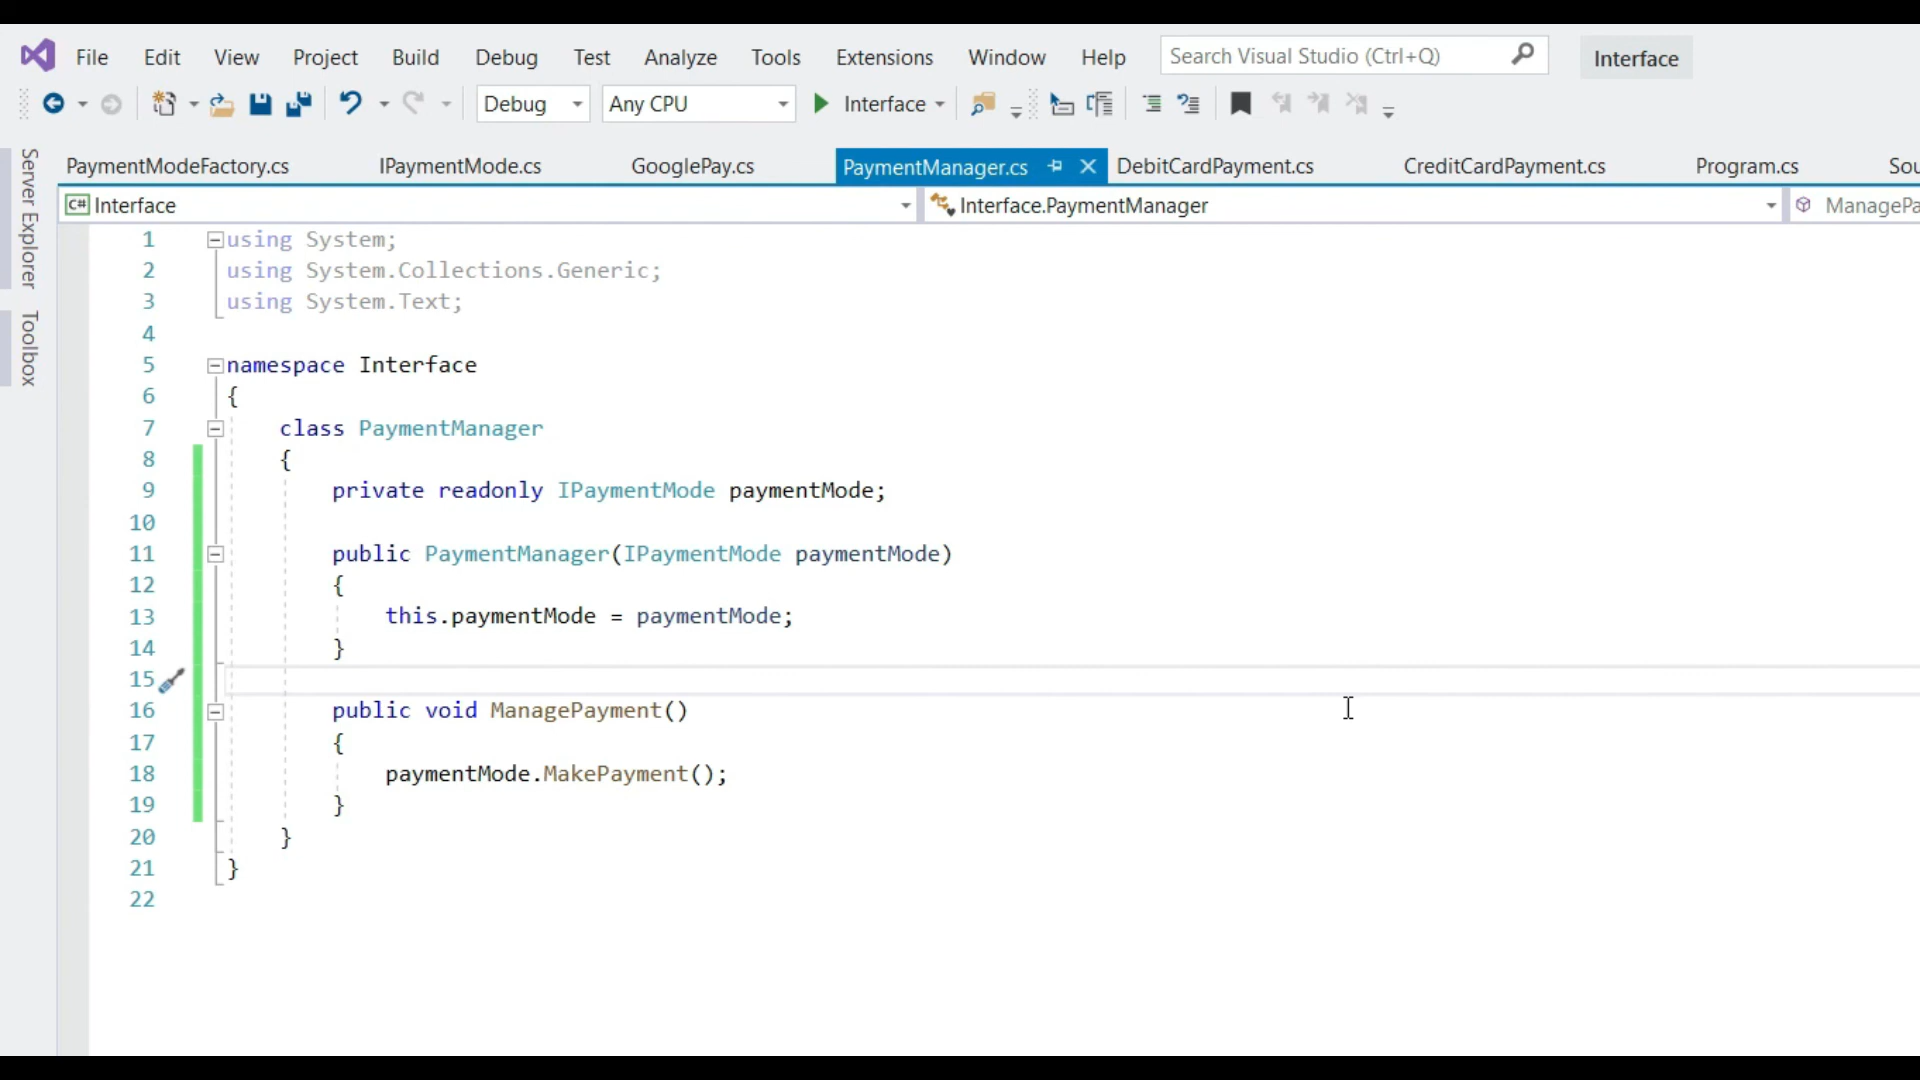 File Edit View Project Build Debug Test Analyze Tools Extensions Window Help Search Visual Studio (Ctrl+Q) Interface
Debug Any CPU Interface
Server Explorer
Toolbox
PaymentModeFactory.cs IPaymentMode.cs GooglePay.cs PaymentManager.cs DebitCardPayment.cs CreditCardPayment.cs Program.cs Sou
C# Interface Interface.PaymentManager ManagePa
1 using System;
2 using System.Collections.Generic;
3 using System.Text;
4
5 namespace Interface
6 {
7 class PaymentManager
8 {
9 private readonly IPaymentMode paymentMode;
10
11 public PaymentManager(IPaymentMode paymentMode)
12 {
13 this.paymentMode = paymentMode;
14 }
15
16 public void ManagePayment()
17 {
18 paymentMode.MakePayment();
19 }
20 }
21 }
22